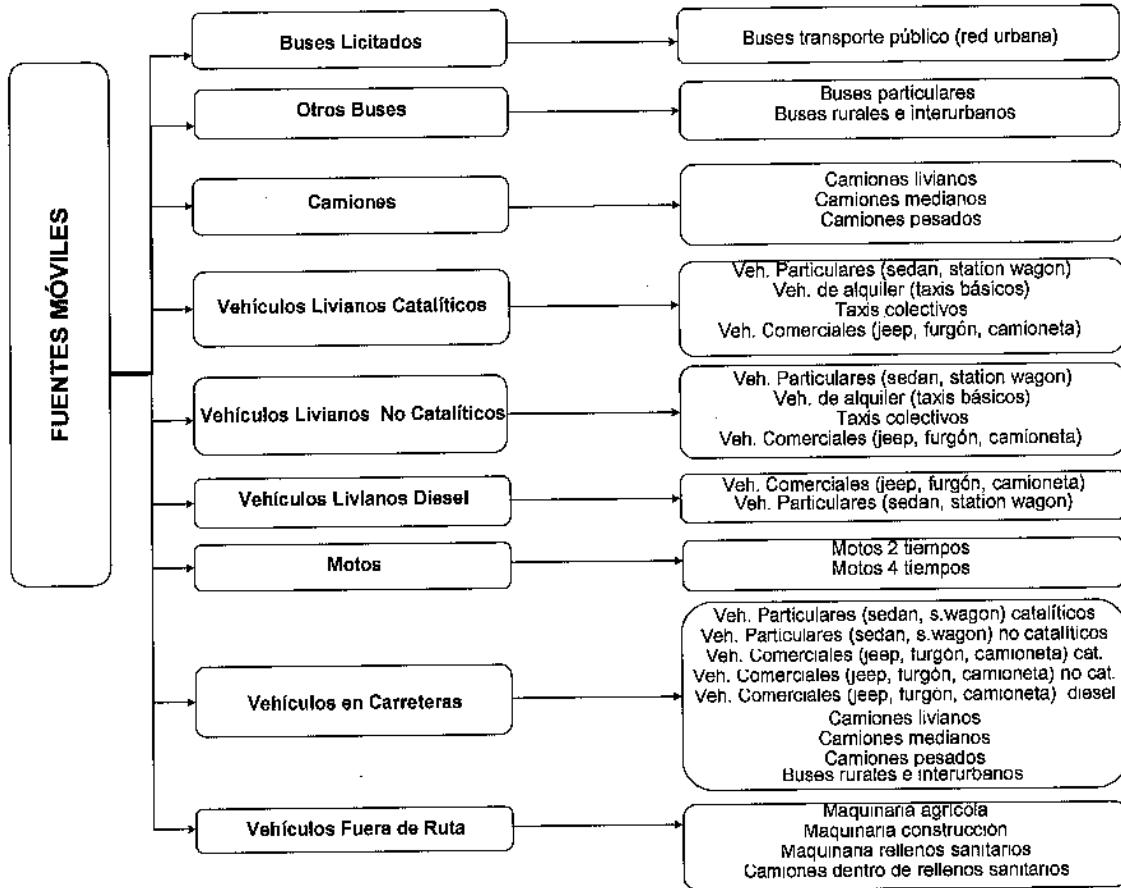 FUENTES MÓVILES
Buses Licitados
Buses transporte público (red urbana)
Otros Buses
Buses particulares
Buses rurales e interurbanos
Camiones
Camiones livianos
Camiones medianos
Camiones pesados
Vehículos Livianos Catalíticos
Veh. Particulares (sedan, station wagon)
Veh. de alquiler (taxis básicos)
Taxis colectivos
Veh. Comerciales (jeep, furgón, camioneta)
Vehículos Livianos No Catalíticos
Veh. Particulares (sedan, station wagon)
Veh. de alquiler (taxis básicos)
Taxis colectivos
Veh. Comerciales (jeep, furgón, camioneta)
Vehículos Livianos Diesel
Veh. Comerciales (jeep, furgón, camioneta)
Veh. Particulares (sedan, station wagon)
Motos
Motos 2 tiempos
Motos 4 tiempos
Vehículos en Carreteras
Veh. Particulares (sedan, s.wagon) catalíticos
Veh. Particulares (sedan, s.wagon) no catalíticos
Veh. Comerciales (jeep, furgón, camioneta) cat.
Veh. Comerciales (jeep, furgón, camioneta) no cat.
Veh. Comerciales (jeep, furgón, camioneta) diesel
Camiones livianos
Camiones medianos
Camiones pesados
Buses rurales e interurbanos
Vehículos Fuera de Ruta
Maquinaria agrícola
Maquinaria construcción
Maquinaria rellenos sanitarios
Camiones dentro de rellenos sanitarios